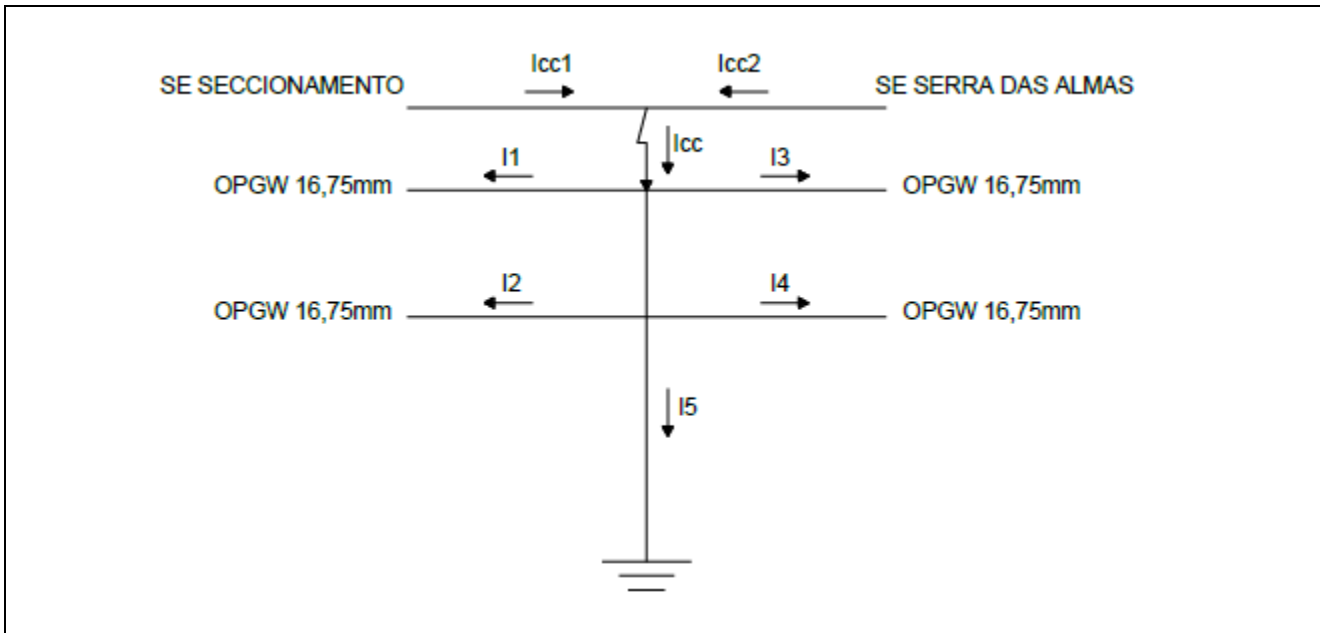 Icc1 Icc2
SE SECCIONAMENTO SE SERRA DAS ALMAS
Icc
I1 I3
OPGW 16,75mm OPGW 16,75mm
I2 I4
OPGW 16,75mm OPGW 16,75mm
I5